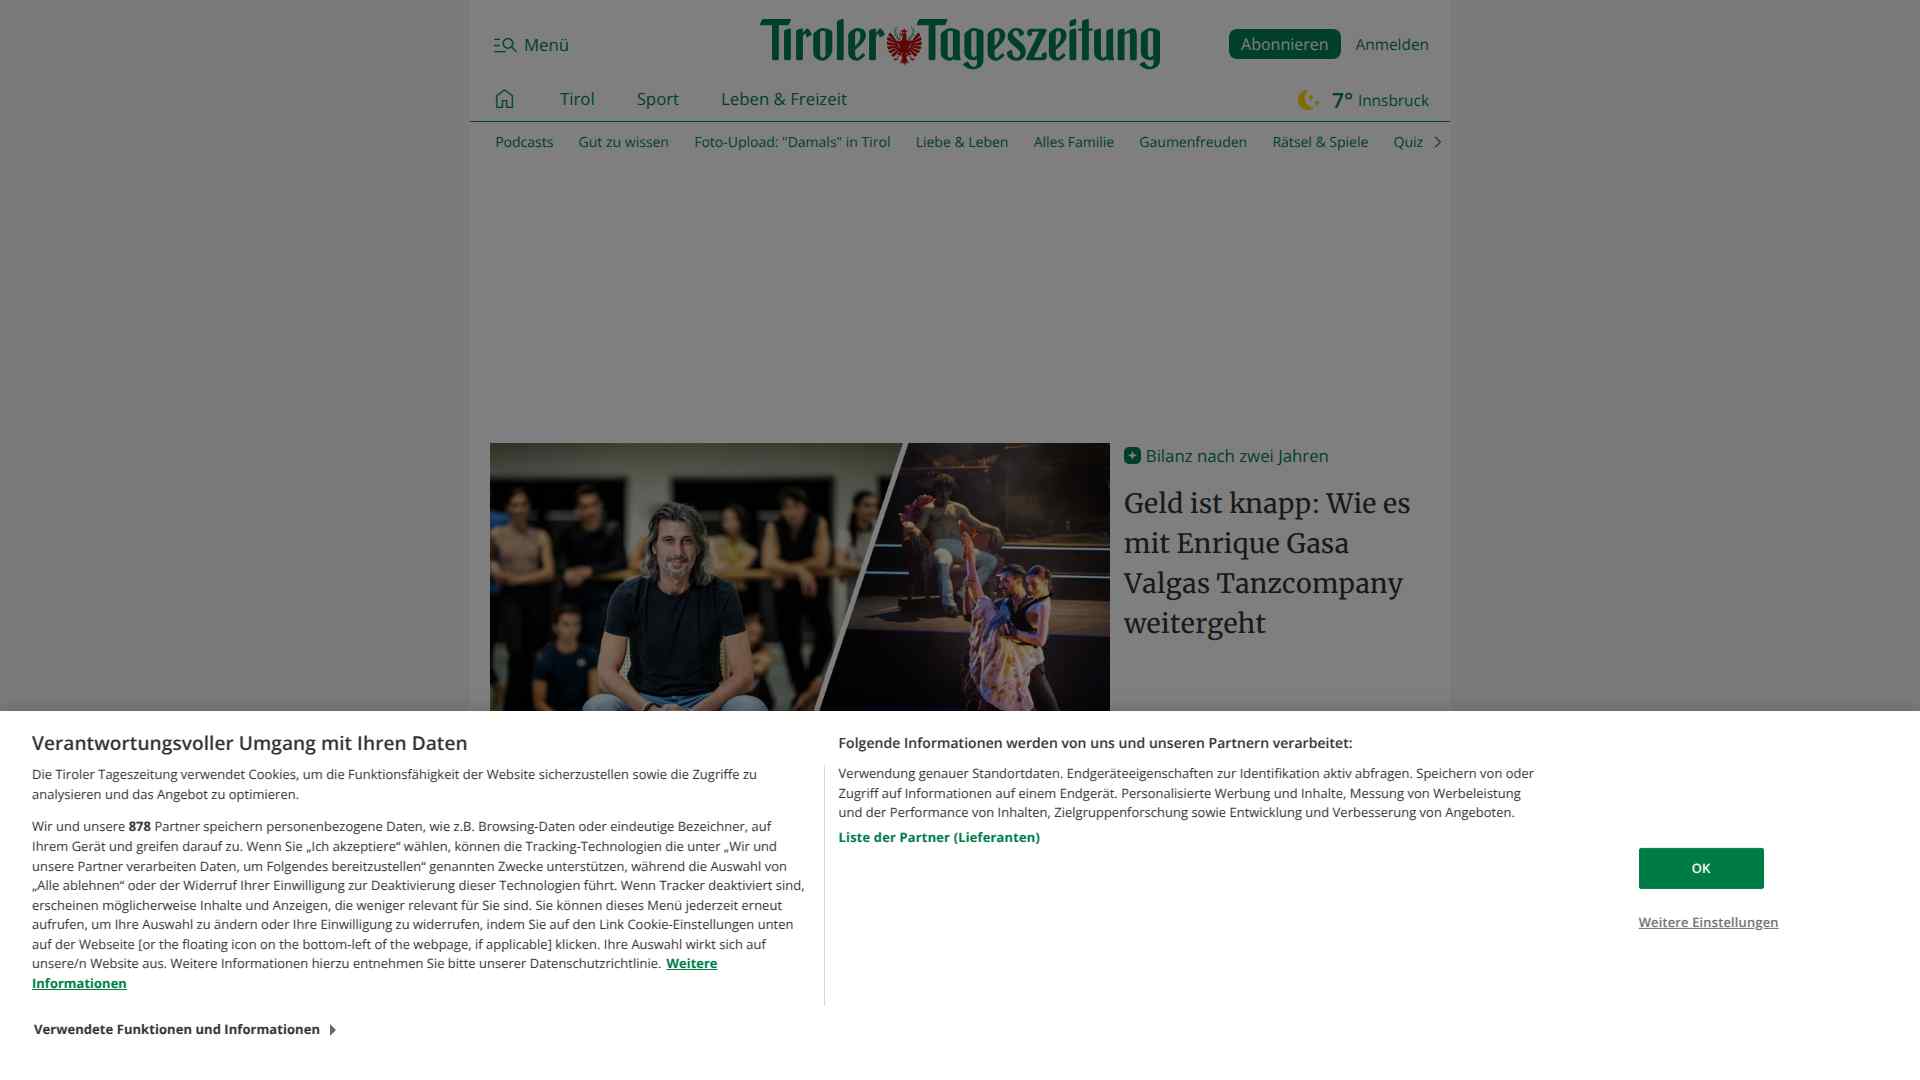 Menü
Tiroler Tageszeitung
Abonnieren
Anmelden
Tirol
Sport
Leben & Freizeit
7° Innsbruck
Podcasts
Gut zu wissen
Foto-Upload: "Damals" in Tirol
Liebe & Leben
Alles Familie
Gaumenfreuden
Rätsel & Spiele
Quiz
Bilanz nach zwei Jahren
Geld ist knapp: Wie es
mit Enrique Gasa
Valgas Tanzcompany
weitergeht
Verantwortungsvoller Umgang mit Ihren Daten
Die Tiroler Tageszeitung verwendet Cookies, um die Funktionsfähigkeit der Website sicherzustellen sowie die Zugriffe zu
analysieren und das Angebot zu optimieren.
Wir und unsere 878 Partner speichern personenbezogene Daten, wie z.B. Browsing-Daten oder eindeutige Bezeichner, auf
Ihrem Gerät und greifen darauf zu. Wenn Sie „Ich akzeptiere“ wählen, können die Tracking-Technologien die unter „Wir und
unsere Partner verarbeiten Daten, um Folgendes bereitzustellen“ genannten Zwecke unterstützen, während die Auswahl von
„Alle ablehnen“ oder der Widerruf Ihrer Einwilligung zur Deaktivierung dieser Technologien führt. Wenn Tracker deaktiviert sind,
erscheinen möglicherweise Inhalte und Anzeigen, die weniger relevant für Sie sind. Sie können dieses Menü jederzeit erneut
aufrufen, um Ihre Auswahl zu ändern oder Ihre Einwilligung zu widerrufen, indem Sie auf den Link Cookie-Einstellungen unten
auf der Webseite [or the floating icon on the bottom-left of the webpage, if applicable] klicken. Ihre Auswahl wirkt sich auf
unsere/n Website aus. Weitere Informationen hierzu entnehmen Sie bitte unserer Datenschutzrichtlinie. Weitere
Informationen
Verwendete Funktionen und Informationen
Folgende Informationen werden von uns und unseren Partnern verarbeitet:
Verwendung genauer Standortdaten. Endgeräteeigenschaften zur Identifikation aktiv abfragen. Speichern von oder
Zugriff auf Informationen auf einem Endgerät. Personalisierte Werbung und Inhalte, Messung von Werbeleistung
und der Performance von Inhalten, Zielgruppenforschung sowie Entwicklung und Verbesserung von Angeboten.
Liste der Partner (Lieferanten)
OK
Weitere Einstellungen